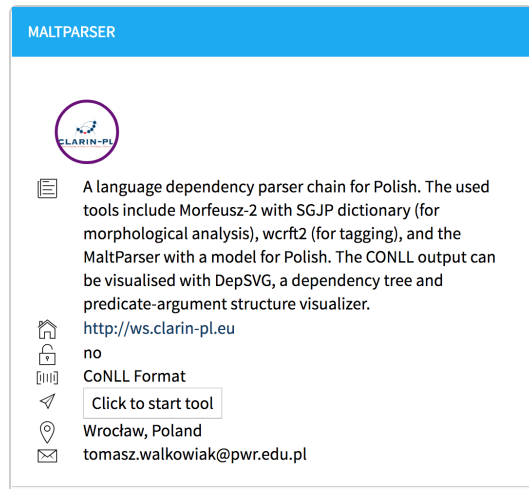 MALTPARSER
CLARIN-PL
A language dependency parser chain for Polish. The used
tools include Morfeusz-2 with SGJP dictionary (for
morphological analysis), wcrft2 (for tagging), and the
MaltParser with a model for Polish. The CONLL output can
be visualised with DepSVG, a dependency tree and
predicate-argument structure visualizer.
http://ws.clarin-pl.eu
no
CoNLL Format
Click to start tool
Wrocław, Poland
tomasz.walkowiak@pwr.edu.pl